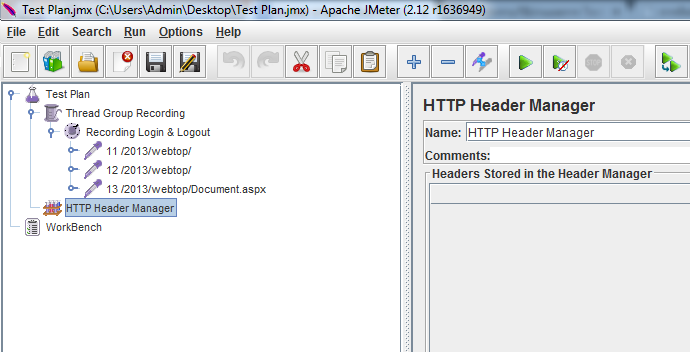 Test Plan.jmx (C:\Users\Admin\Desktop\Test Plan.jmx) - Apache JMeter (2.12 r1636949)
File Edit Search Run Options Help
STOP
Test Plan
Thread Group Recording
Recording Login & Logout
11 /2013/webtop/
12 /2013/webtop/
13 /2013/webtop/Document.aspx
HTTP Header Manager
WorkBench
HTTP Header Manager
Name: HTTP Header Manager
Comments:
Headers Stored in the Header Manager